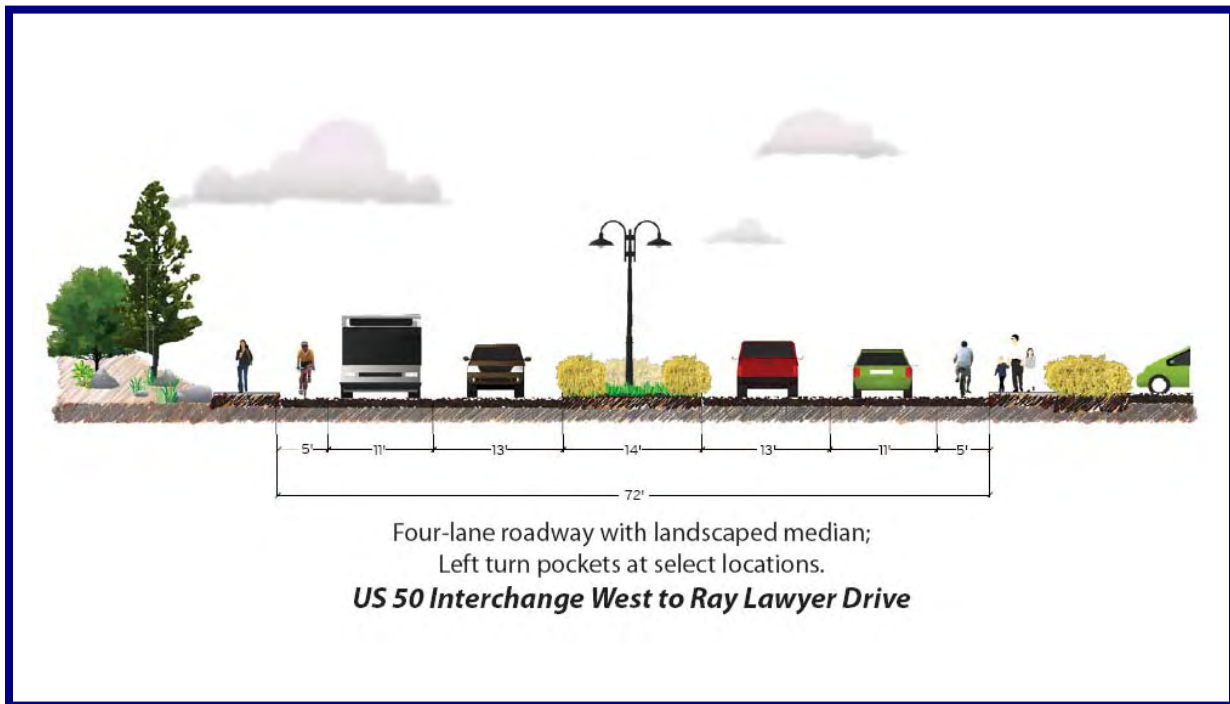 5' 11' 13' 14' 13' 11' 5'
72'
Four-lane roadway with landscaped median;
Left turn pockets at select locations.
US 50 Interchange West to Ray Lawyer Drive